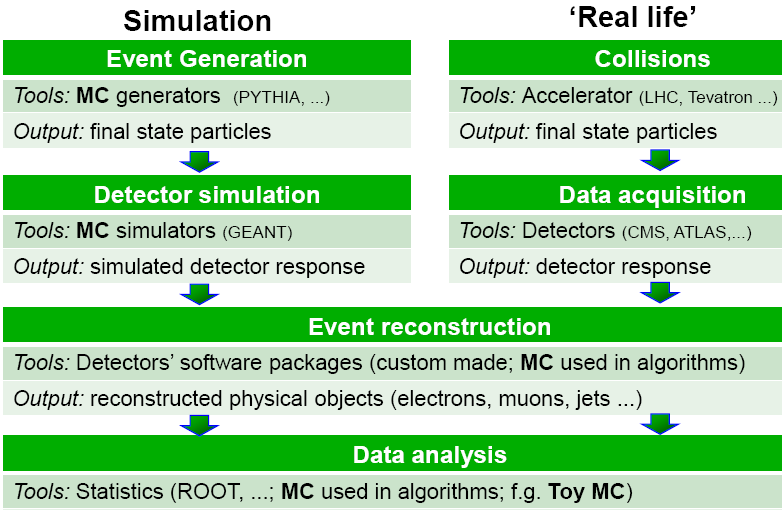 Simulation
'Real life'
Event Generation
Tools: MC generators (PYTHIA, ...)
Output: final state particles
Collisions
Tools: Accelerator (LHC, Tevatron ...)
Output: final state particles
Detector simulation
Tools: MC simulators (GEANT)
Output: simulated detector response
Data acquisition
Tools: Detectors (CMS, ATLAS,...)
Output: detector response
Event reconstruction
Tools: Detectors' software packages (custom made; MC used in algorithms)
Output: reconstructed physical objects (electrons, muons, jets ...)
Data analysis
Tools: Statistics (ROOT, ...; MC used in algorithms; f.g. Toy MC)